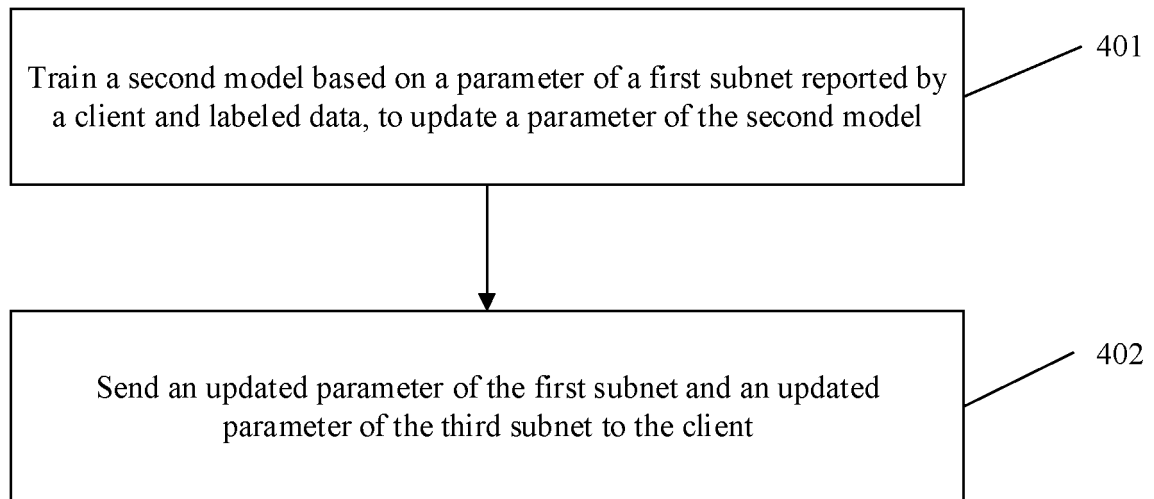 Train a second model based on a parameter of a first subnet reported by
a client and labeled data, to update a parameter of the second model
401
Send an updated parameter of the first subnet and an updated
parameter of the third subnet to the client
402